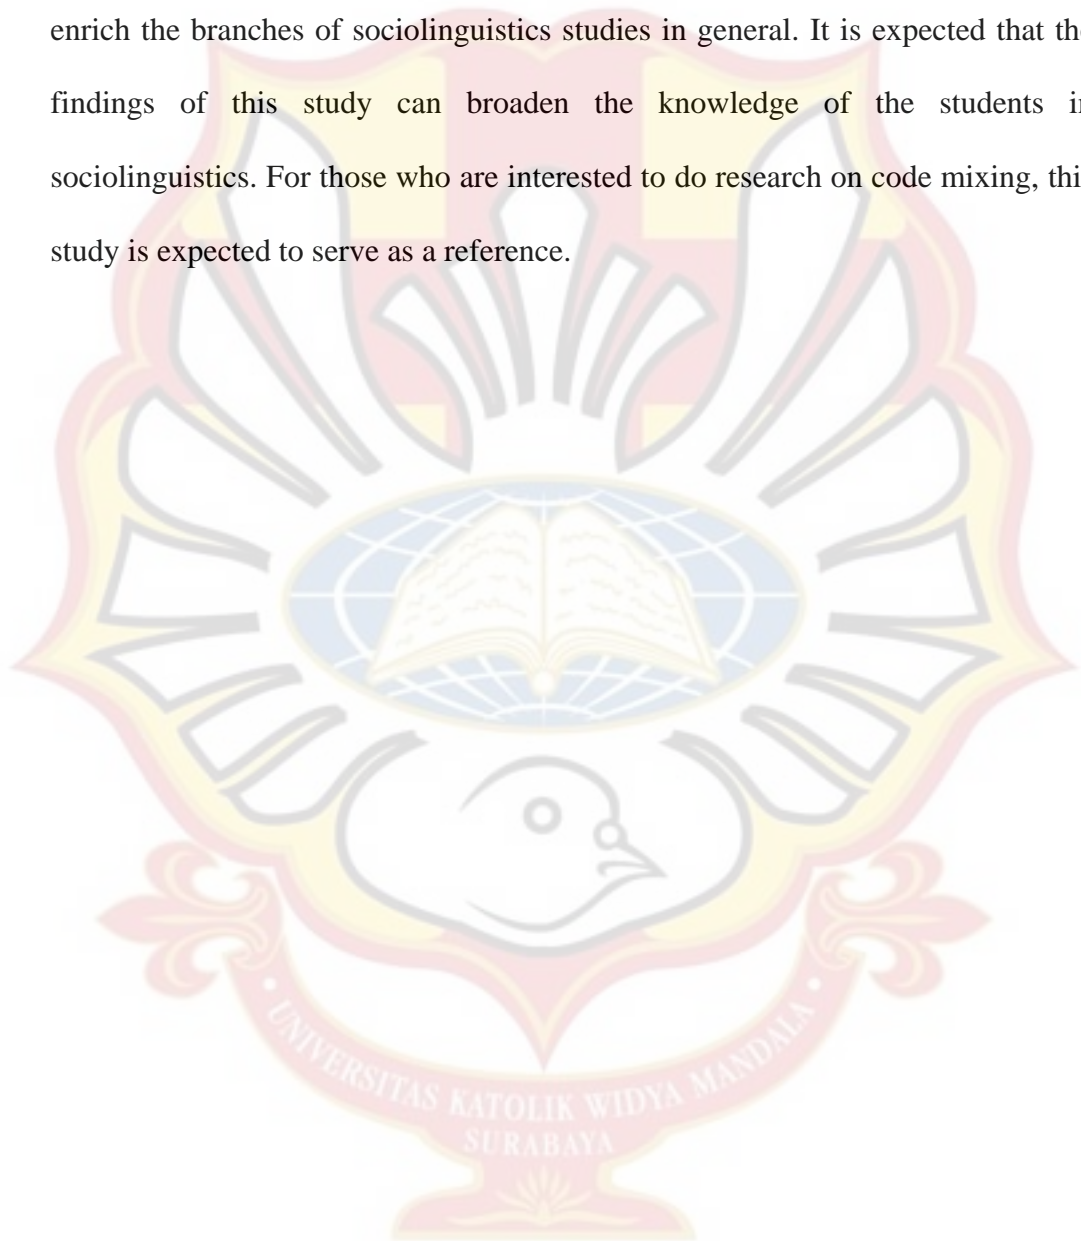 enrich the branches of sociolinguistics studies in general. It is expected that the
findings of this study can broaden the knowledge of the students in
sociolinguistics. For those who are interested to do research on code mixing, thi
study is expected to serve as a reference.
UNIVERSITAS KATOLIK WIDYA MANDALA
SURABAYA